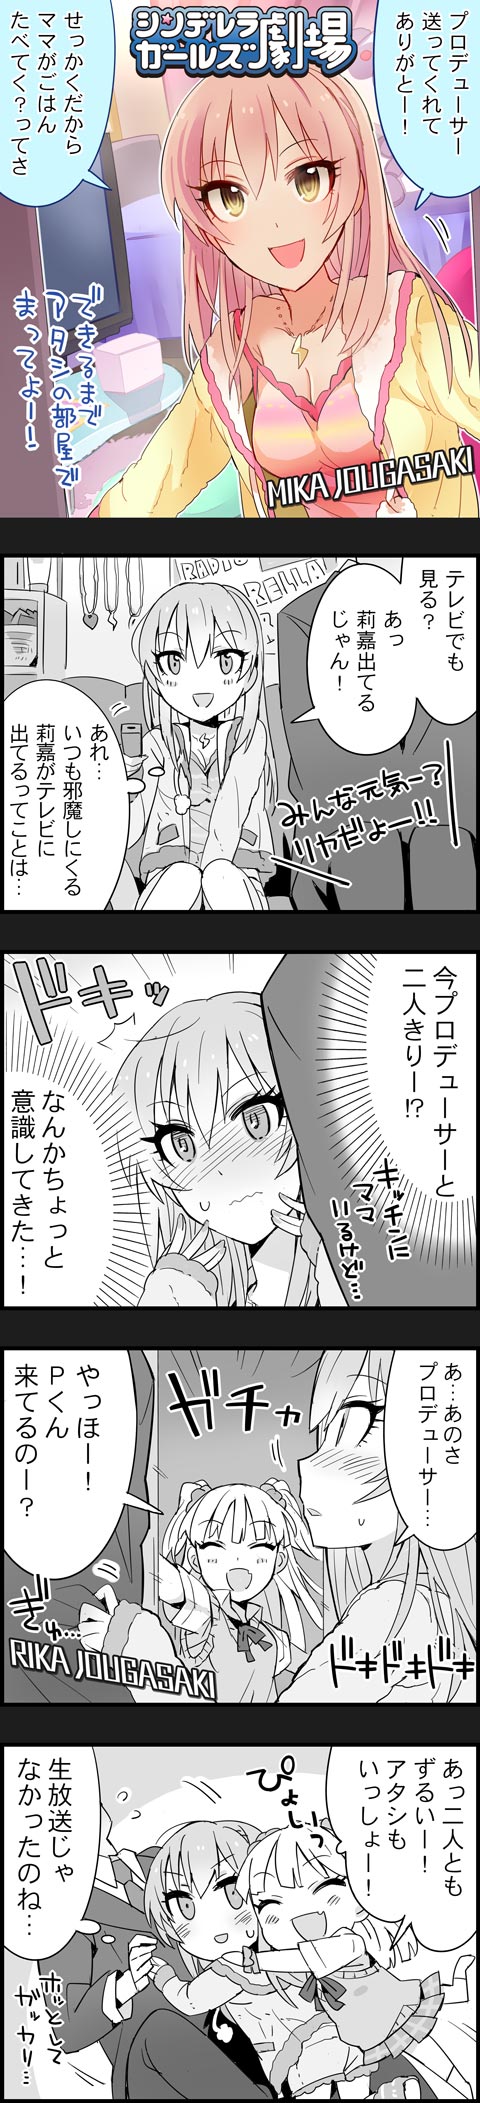 シンデレラ
ガールズ劇場
プロデューサー
送ってくれて
ありがとー！
せっかくだから
ママがごはん
たべてく？ってさ
できるまで
アタシの部屋で
まってよー！
MIKA JOUGASAKI
RADIO
RELLA
テレビでも
見る？
あっ
莉嘉出てる
じゃん！
みんな元気ー？
リカだよー！！
あれ…
いつも邪魔しにくる
莉嘉がテレビに
出てるってことは…
今プロデューサーと
二人きりー！？
キッチンに
ママ
いるけど…
ドキッ
なんかちょっと
意識してきた…！
あ…あのさ
プロデューサー…
ガチャ
ドキドキドキ
やっほー！
Pくん
来てるのー？
ぎゅ…
RIKA JOUGASAKI
あっ二人とも
ずるいー！
アタシも
いっしょー！
ぴょいっ
生放送じゃ
なかったのね…
ホッとして
ガッカリ…